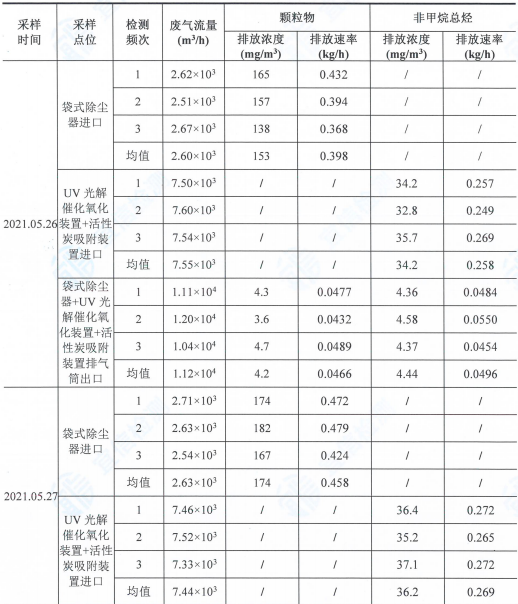 采样时间 采样点位 检测频次 废气流量(m³/h) 颗粒物 非甲烷总烃
排放浓度(mg/m³) 排放速率(kg/h) 排放浓度(mg/m³) 排放速率(kg/h)
2021.05.26 袋式除尘器进口 1 2.62×10³ 165 0.432 / /
2 2.51×10³ 157 0.394 / /
3 2.67×10³ 138 0.368 / /
均值 2.60×10³ 153 0.398 / /
UV 光解催化氧化装置+活性炭吸附装置进口 1 7.50×10³ / / 34.2 0.257
2 7.60×10³ / / 32.8 0.249
3 7.54×10³ / / 35.7 0.269
均值 7.55×10³ / / 34.2 0.258
袋式除尘器+UV 光解催化氧化装置+活性炭吸附装置排气筒出口 1 1.11×10⁴ 4.3 0.0477 4.36 0.0484
2 1.20×10⁴ 3.6 0.0432 4.58 0.0550
3 1.04×10⁴ 4.7 0.0489 4.37 0.0454
均值 1.12×10⁴ 4.2 0.0466 4.44 0.0496
2021.05.27 袋式除尘器进口 1 2.71×10³ 174 0.472 / /
2 2.63×10³ 182 0.479 / /
3 2.54×10³ 167 0.424 / /
均值 2.63×10³ 174 0.458 / /
UV 光解催化氧化装置+活性炭吸附装置进口 1 7.46×10³ / / 36.4 0.272
2 7.52×10³ / / 35.2 0.265
3 7.33×10³ / / 37.1 0.272
均值 7.44×10³ / / 36.2 0.269